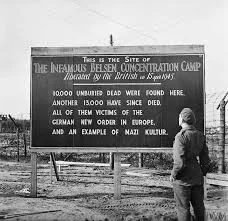 THIS IS THE SITE OF
THE INFAMOUS BELSEN CONCENTRATION CAMP
Liberated by the British on 15 April 1945.
10,000 UNBURIED DEAD WERE FOUND HERE,
ANOTHER 13,000 HAVE SINCE DIED,
ALL OF THEM VICTIMS OF THE
GERMAN NEW ORDER IN EUROPE,
AND AN EXAMPLE OF NAZI KULTUR.